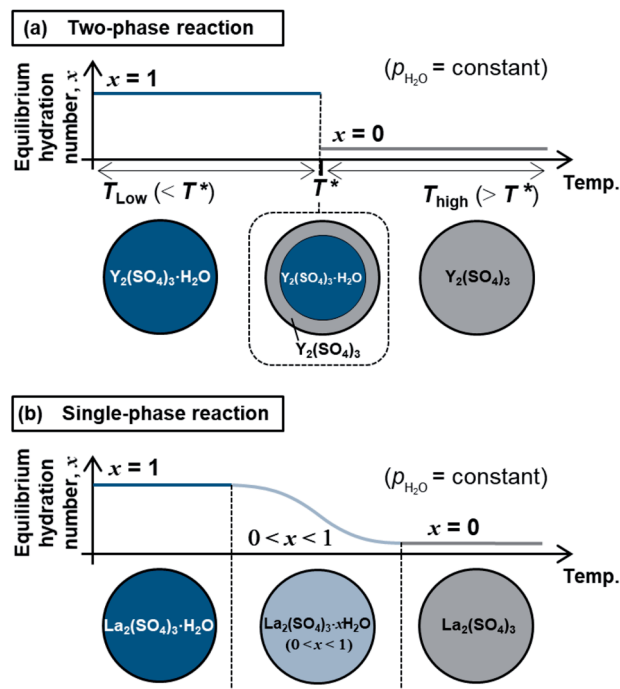 (a) Two-phase reaction
Equilibrium
hydration
number, x
x = 1
(pH₂O = constant)
x = 0
TLow (< T*)
T*
Thigh (> T*)
Temp.
Y₂(SO₄)₃·H₂O
Y₂(SO₄)₃·H₂O
Y₂(SO₄)₃
Y₂(SO₄)₃
(b) Single-phase reaction
Equilibrium
hydration
number, x
x = 1
(pH₂O = constant)
0 < x < 1
x = 0
Temp.
La₂(SO₄)₃·H₂O
La₂(SO₄)₃·xH₂O
(0 < x < 1)
La₂(SO₄)₃